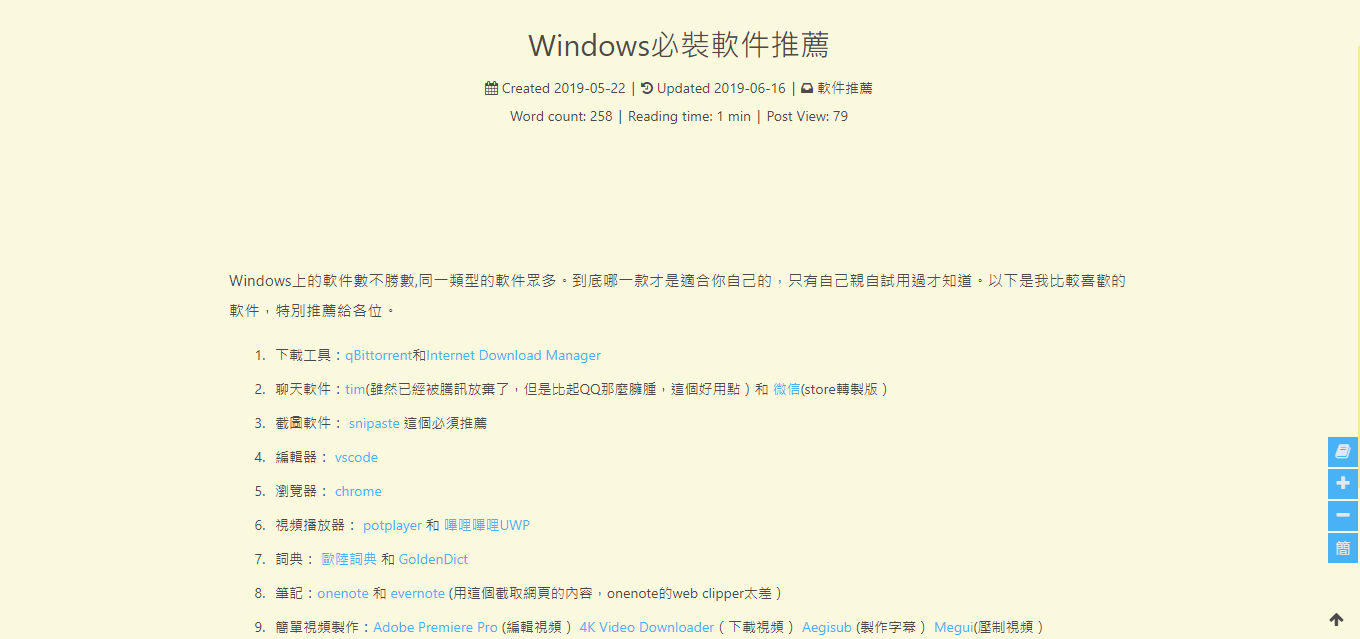 Windows必裝軟件推薦
Created 2019-05-22 | Updated 2019-06-16 | 軟件推薦
Word count: 258 | Reading time: 1 min | Post View: 79
Windows上的軟件數不勝數,同一類型的軟件眾多。到底哪一款才是適合你自己的，只有自己親自試用過才知道。以下是我比較喜歡的
軟件，特別推薦給各位。
1. 下載工具：qBittorrent和Internet Download Manager
2. 聊天軟件：tim(雖然已經被騰訊放棄了，但是比起QQ那麼臃腫，這個好用點）和 微信(store轉製版）
3. 截圖軟件： snipaste 這個必須推薦
4. 編輯器： vscode
5. 瀏覽器： chrome
6. 視頻播放器： potplayer 和 嗶哩嗶哩UWP
7. 詞典： 歐陸詞典 和 GoldenDict
8. 筆記：onenote 和 evernote (用這個截取網頁的內容，onenote的web clipper太差）
9. 簡單視頻製作：Adobe Premiere Pro (編輯視頻） 4K Video Downloader（下載視頻） Aegisub (製作字幕） Megui(壓制視頻）
簡